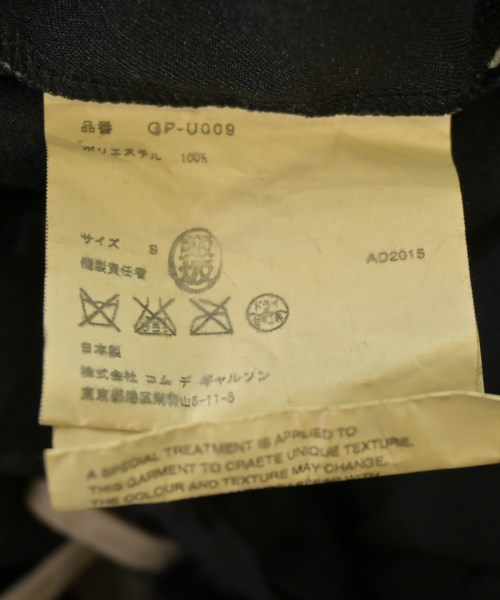 品番 GP-U009
ポリエステル 100%
サイズ S
縫製責任者
AD2015
ドライ
日本製
株式会社 コム デ ギャルソン
東京都港区南青山5-11-5
A SPECIAL TREATMENT IS APPLIED TO
THIS GARMENT TO CRAETE UNIQUE TEXTURE.
THE COLOUR AND TEXTURE MAY CHANGE.